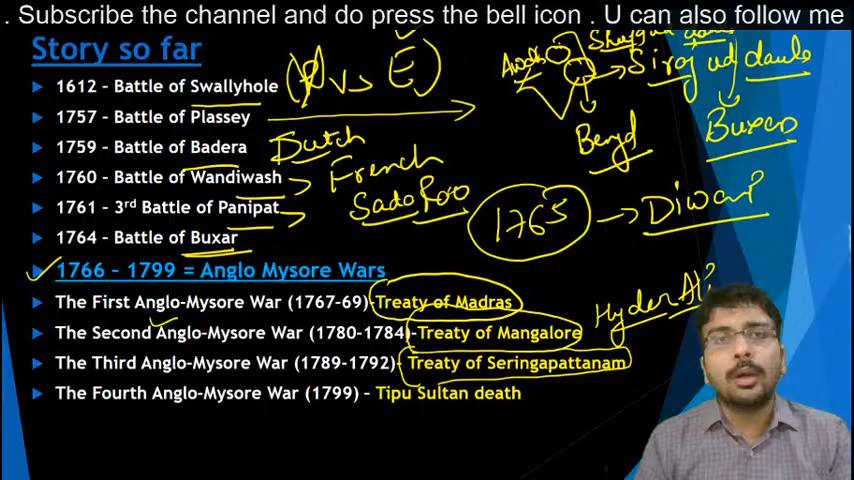 . Subscribe the channel and do press the bell icon . U can also follow me
Story so far
1612 - Battle of Swallyhole
1757 - Battle of Plassey
1759 - Battle of Badera
1760 - Battle of Wandiwash
1761 - 3rd Battle of Panipat
1764 - Battle of Buxar
1766 - 1799 = Anglo Mysore Wars
The First Anglo-Mysore War (1767-69)-Treaty of Madras
The Second Anglo-Mysore War (1780-1784)-Treaty of Mangalore
The Third Anglo-Mysore War (1789-1792)- Treaty of Seringapattanam
The Fourth Anglo-Mysore War (1799) - Tipu Sultan death
(P vs E)
Dutch
French
Sada Roo
Awadh
Siraj ud daula
Bengal
Buxar
1765 → Diwani
Hyder Ali